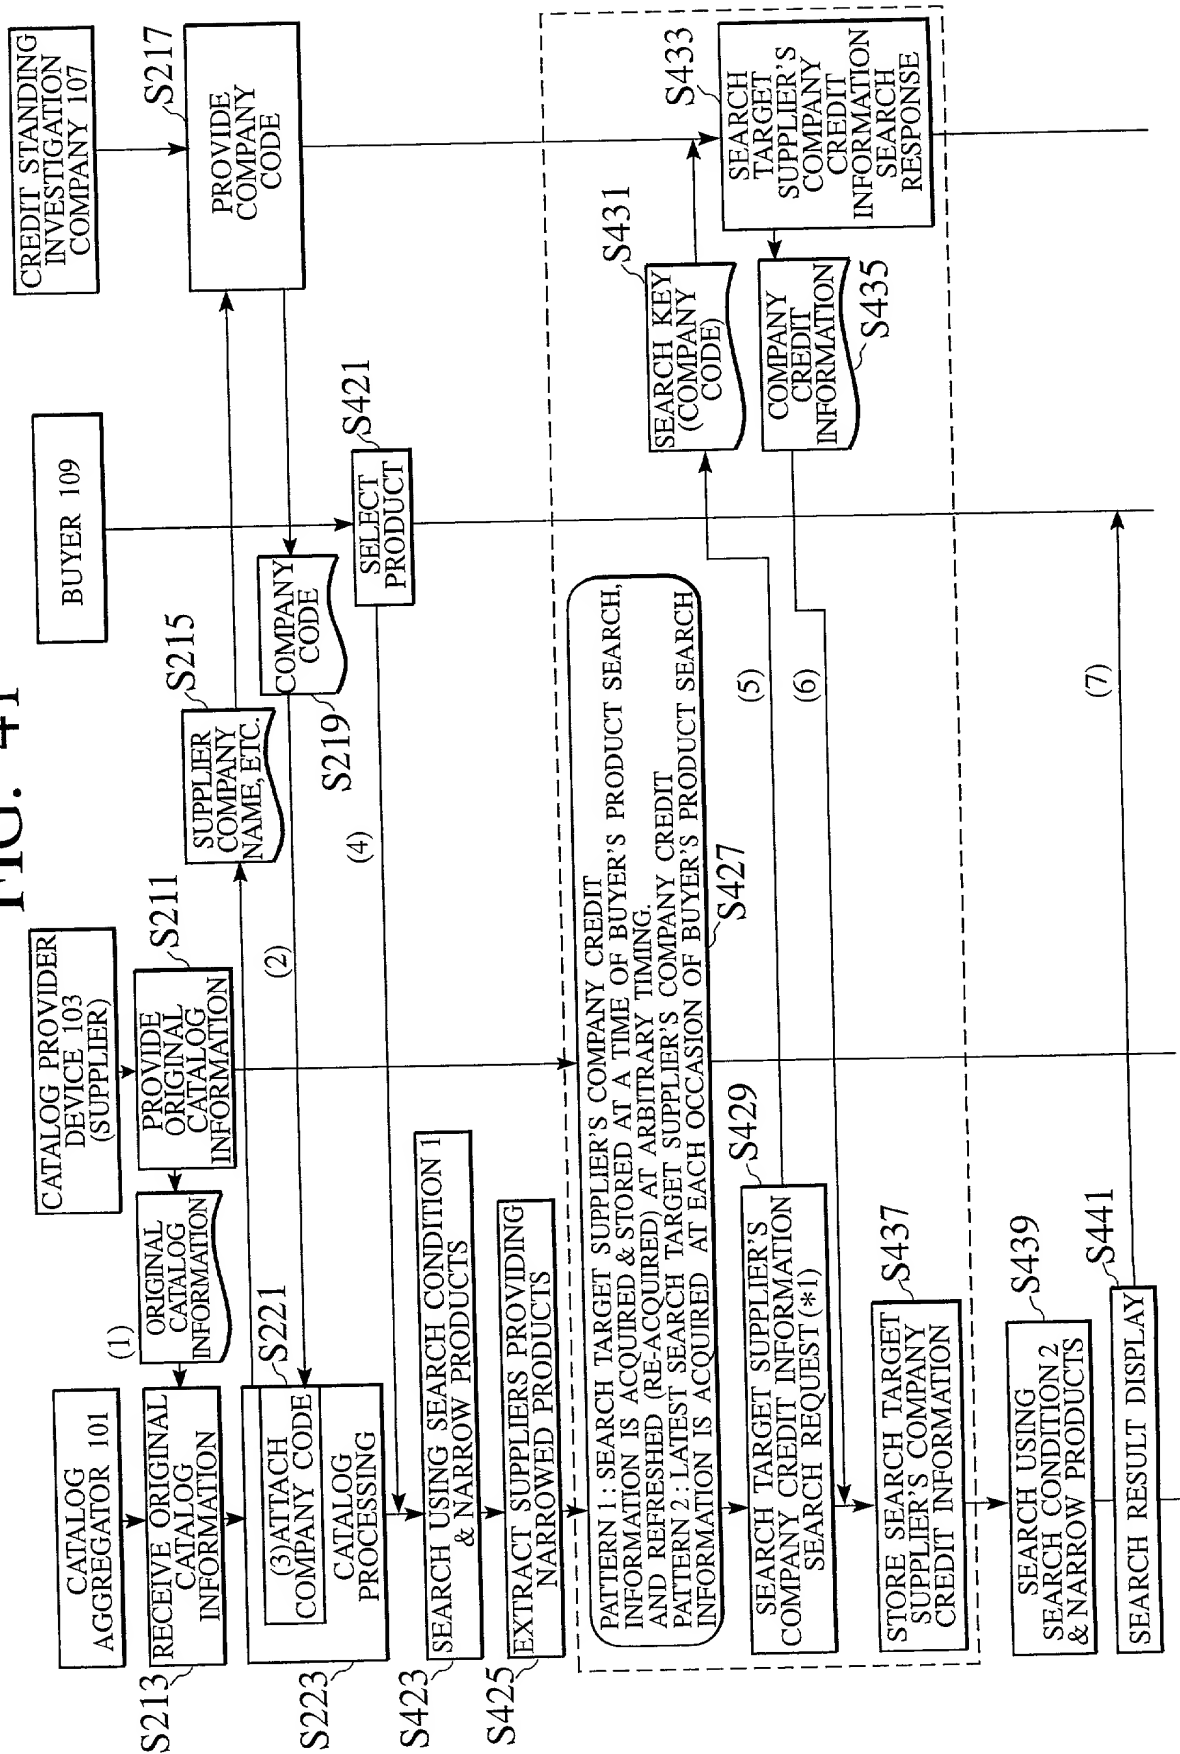 FIG. 41
CATALOG
AGGREGATOR 101
CATALOG PROVIDER
DEVICE 103
(SUPPLIER)
BUYER 109
CREDIT STANDING
INVESTIGATION
COMPANY 107
S211
PROVIDE
ORIGINAL
CATALOG
INFORMATION
(1)
ORIGINAL
CATALOG
INFORMATION
S213
RECEIVE ORIGINAL
CATALOG
INFORMATION
S215
SUPPLIER
COMPANY
NAME, ETC.
S217
PROVIDE
COMPANY
CODE
(2)
S219
COMPANY
CODE
S221
(3)ATTACH
COMPANY CODE
S223
CATALOG
PROCESSING
S421
SELECT
PRODUCT
(4)
S423
SEARCH USING SEARCH CONDITION 1
& NARROW PRODUCTS
S425
EXTRACT SUPPLIERS PROVIDING
NARROWED PRODUCTS
PATTERN 1 : SEARCH TARGET SUPPLIER'S COMPANY CREDIT
INFORMATION IS ACQUIRED & STORED AT A TIME OF BUYER'S PRODUCT SEARCH,
AND REFRESHED (RE-ACQUIRED) AT ARBITRARY TIMING.
PATTERN 2 : LATEST SEARCH TARGET SUPPLIER'S COMPANY CREDIT
INFORMATION IS ACQUIRED AT EACH OCCASION OF BUYER'S PRODUCT SEARCH
S427
S429
SEARCH TARGET SUPPLIER'S
COMPANY CREDIT INFORMATION
SEARCH REQUEST (*1)
(5)
S431
SEARCH KEY
(COMPANY
CODE)
S433
SEARCH
TARGET
SUPPLIER'S
COMPANY
CREDIT
INFORMATION
SEARCH
RESPONSE
COMPANY
CREDIT
INFORMATION
S435
(6)
S437
STORE SEARCH TARGET
SUPPLIER'S COMPANY
CREDIT INFORMATION
S439
SEARCH USING
SEARCH CONDITION 2
& NARROW PRODUCTS
S441
SEARCH RESULT DISPLAY
(7)